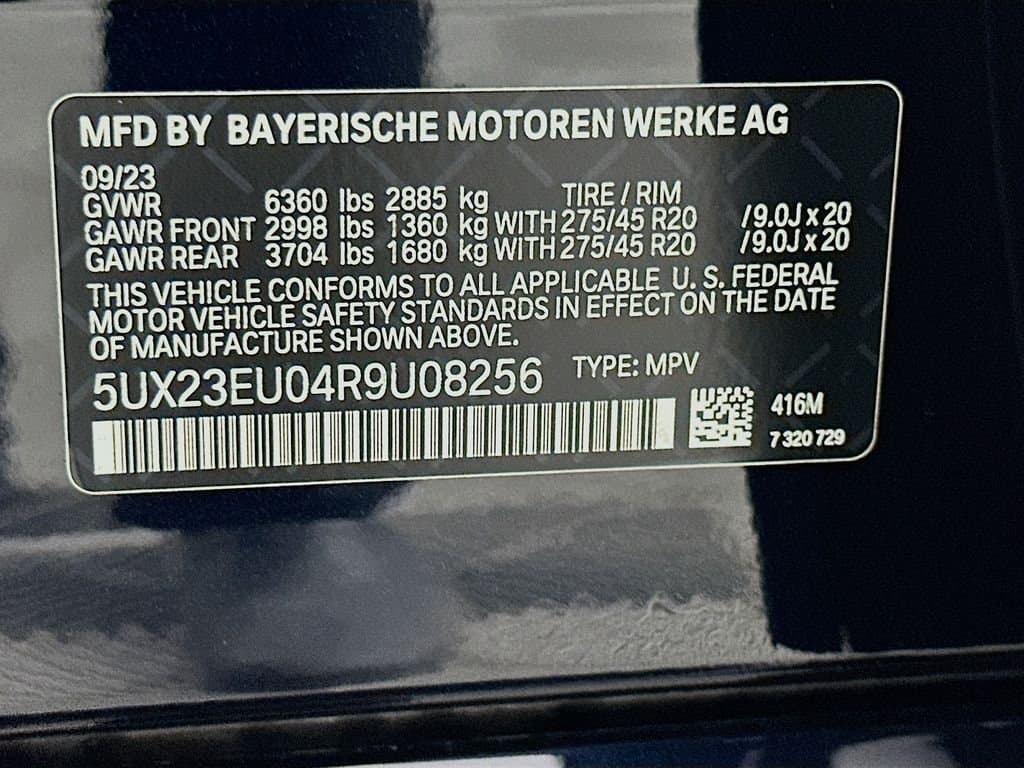 MFD BY BAYERISCHE MOTOREN WERKE AG
09/23
TIRE / RIM
GVWR 6360 lbs 2885 kg
GAWR FRONT 2998 lbs 1360 kg WITH 275/45 R20 /9.0J x 20
GAWR REAR 3704 lbs 1680 kg WITH 275/45 R20 /9.0J x 20
THIS VEHICLE CONFORMS TO ALL APPLICABLE U. S. FEDERAL
MOTOR VEHICLE SAFETY STANDARDS IN EFFECT ON THE DATE
OF MANUFACTURE SHOWN ABOVE.
5UX23EU04R9U08256 TYPE: MPV
416M
7 320 729